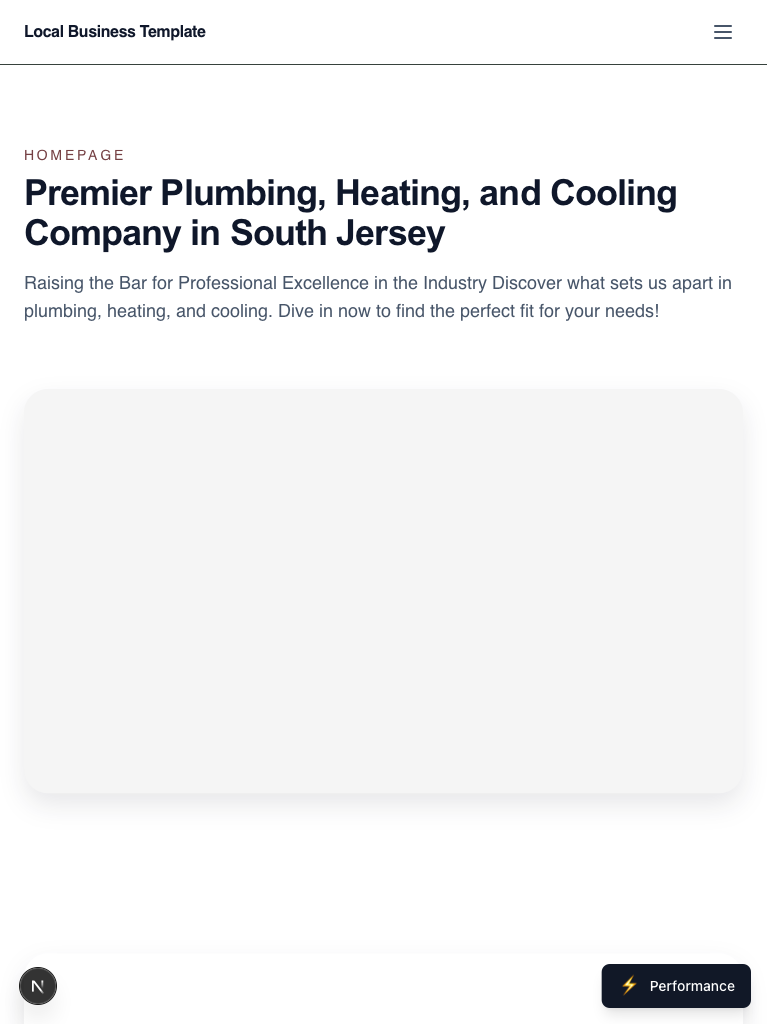 Local Business Template
HOMEPAGE
Premier Plumbing, Heating, and Cooling
Company in South Jersey
Raising the Bar for Professional Excellence in the Industry Discover what sets us apart in
plumbing, heating, and cooling. Dive in now to find the perfect fit for your needs!
N
⚡ Performance